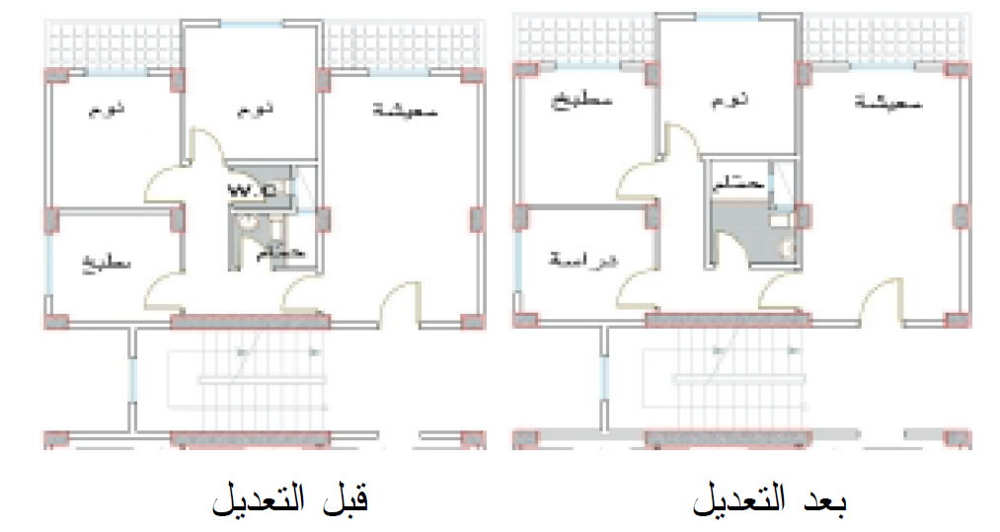 نوم
نوم
معيشة
W.C
حمام
مطبخ
قبل التعديل
مطبخ
نوم
معيشة
حمام
دراسة
بعد التعديل